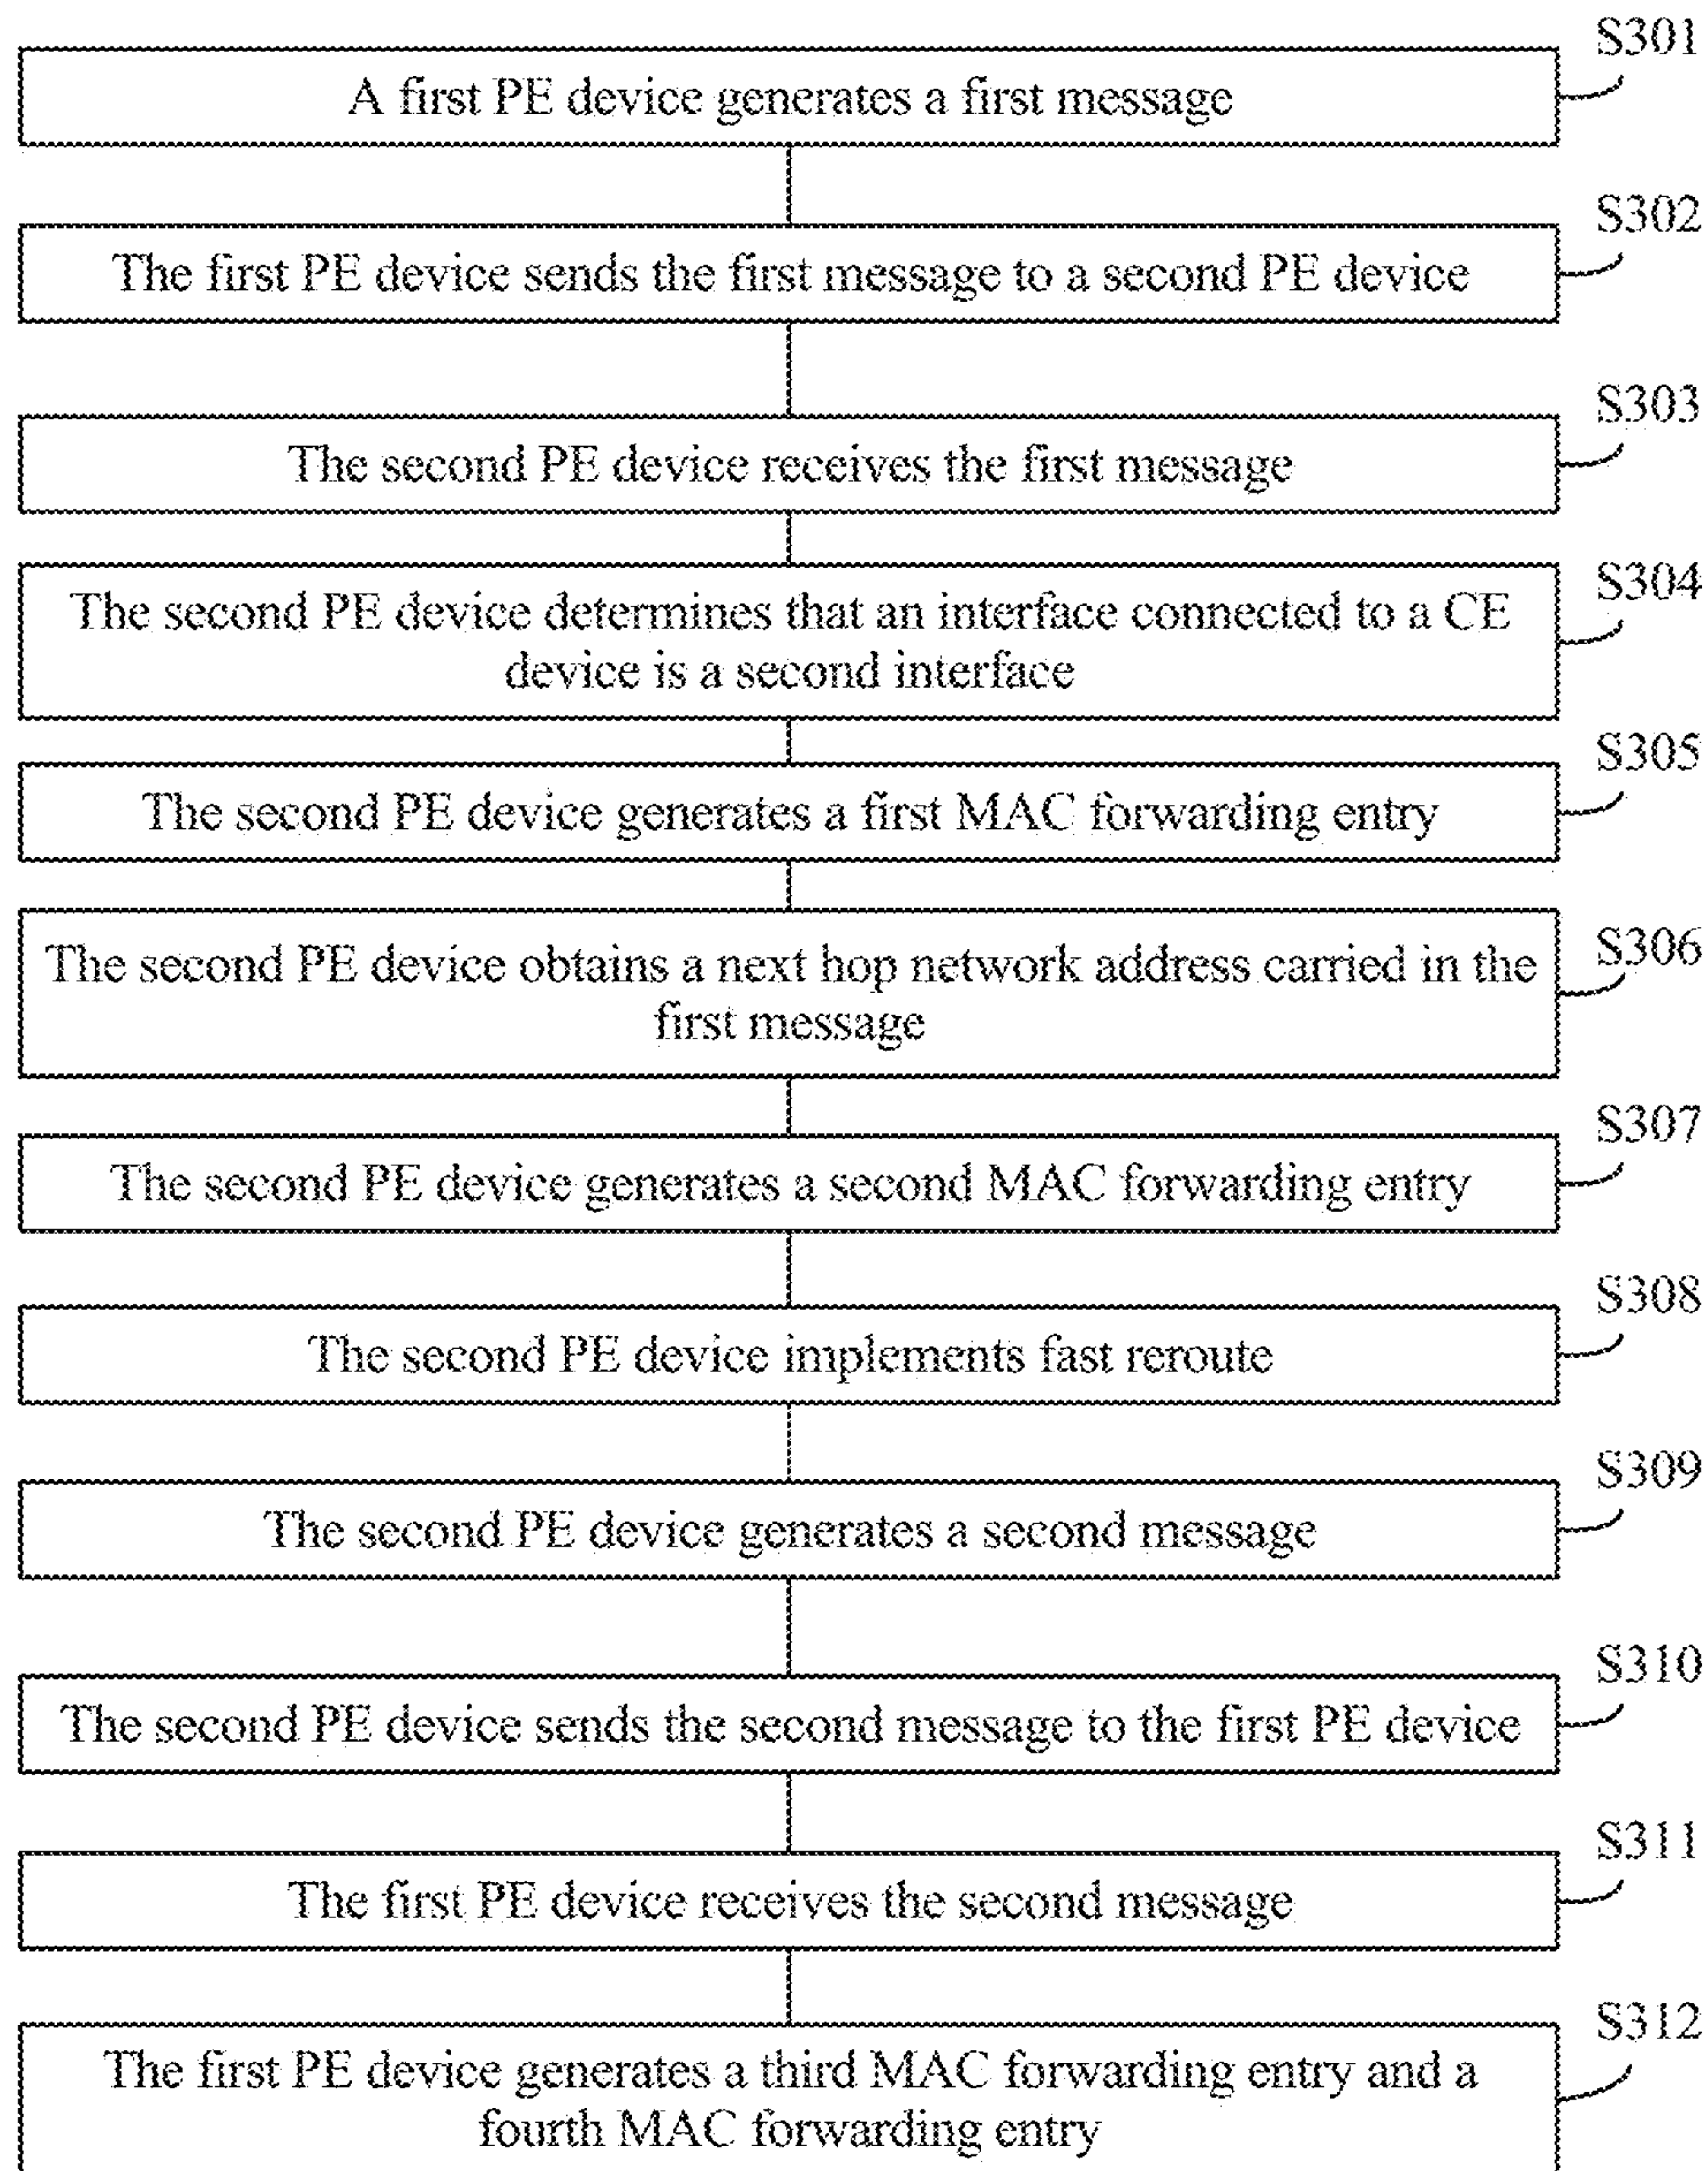 S301
A first PE device generates a first message
S302
The first PE device sends the first message to a second PE device
S303
The second PE device receives the first message
S304
The second PE device determines that an interface connected to a CE
device is a second interface
S305
The second PE device generates a first MAC forwarding entry
S306
The second PE device obtains a next hop network address carried in the
first message
S307
The second PE device generates a second MAC forwarding entry
S308
The second PE device implements fast reroute
S309
The second PE device generates a second message
S310
The second PE device sends the second message to the first PE device
S311
The first PE device receives the second message
S312
The first PE device generates a third MAC forwarding entry and a
fourth MAC forwarding entry